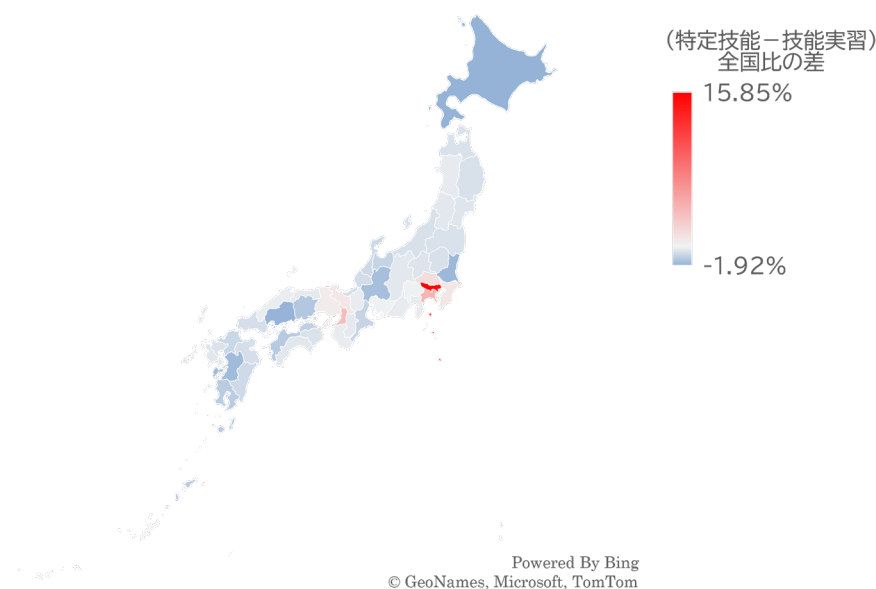 （特定技能－技能実習）
全国比の差
15.85%
-1.92%
Powered By Bing
© GeoNames, Microsoft, TomTom